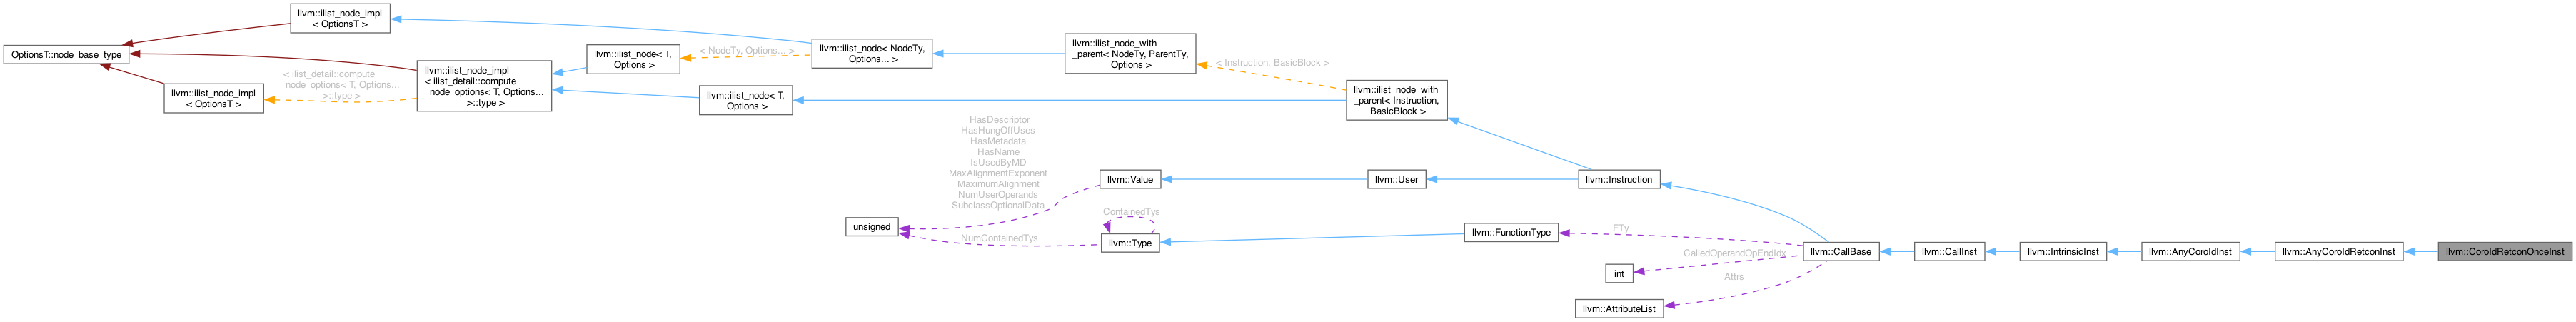 llvm::ilist_node_impl
< OptionsT >
OptionsT::node_base_type
llvm::ilist_node_impl
< OptionsT >
< ilist_detail::compute
_node_options< T, Options...
>::type >
llvm::ilist_node_impl
< ilist_detail::compute
_node_options< T, Options...
>::type >
llvm::ilist_node< T,
Options >
< NodeTy, Options... >
llvm::ilist_node< T,
Options >
llvm::ilist_node< NodeTy,
Options... >
llvm::ilist_node_with
_parent< NodeTy, ParentTy,
Options >
< Instruction, BasicBlock >
llvm::ilist_node_with
_parent< Instruction,
BasicBlock >
HasDescriptor
HasHungOffUses
HasMetadata
HasName
IsUsedByMD
MaxAlignmentExponent
MaximumAlignment
NumUserOperands
SubclassOptionalData
unsigned
llvm::Value
llvm::User
llvm::Instruction
ContainedTys
NumContainedTys
llvm::Type
llvm::FunctionType
FTy
CalledOperandOpEndIdx
int
Attrs
llvm::AttributeList
llvm::CallBase
llvm::CallInst
llvm::IntrinsicInst
llvm::AnyCoroIdInst
llvm::AnyCoroIdRetconInst
llvm::CoroIdRetconOnceInst